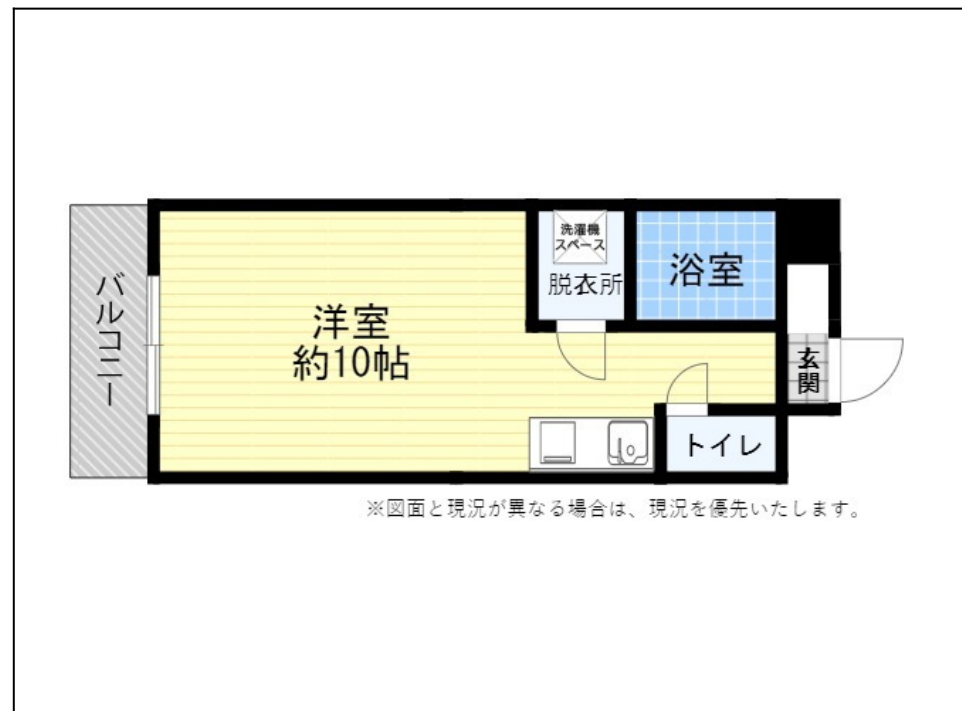 洗濯機
スペース
脱衣所
浴室
バルコニー
洋室
約10帖
玄関
トイレ
※図面と現況が異なる場合は、現況を優先いたします。